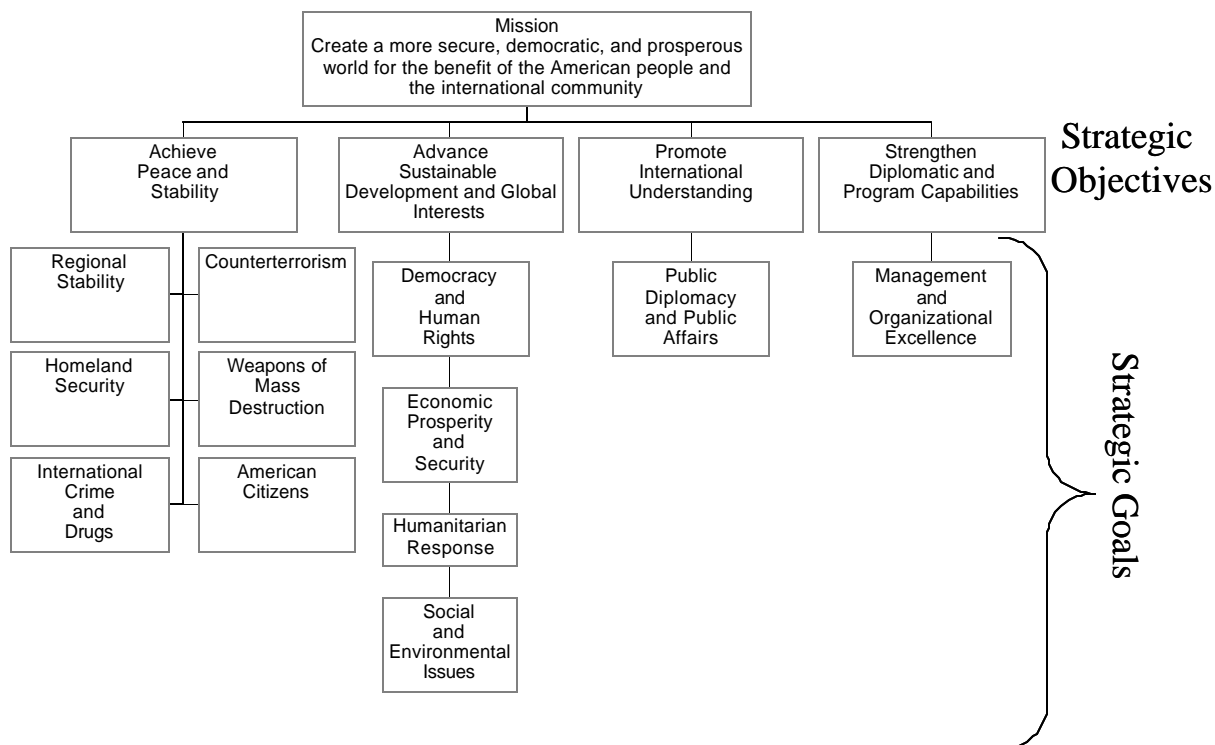 Mission
Create a more secure, democratic, and prosperous
world for the benefit of the American people and
the international community
Achieve
Peace and
Stability
Advance
Sustainable
Development and Global
Interests
Promote
International
Understanding
Strengthen
Diplomatic and
Program Capabilities
Strategic
Objectives
Regional
Stability
Counterterrorism
Homeland
Security
Weapons of
Mass
Destruction
International
Crime
and
Drugs
American
Citizens
Democracy
and
Human
Rights
Economic
Prosperity
and
Security
Humanitarian
Response
Social
and
Environmental
Issues
Public
Diplomacy
and Public
Affairs
Management
and
Organizational
Excellence
Strategic Goals